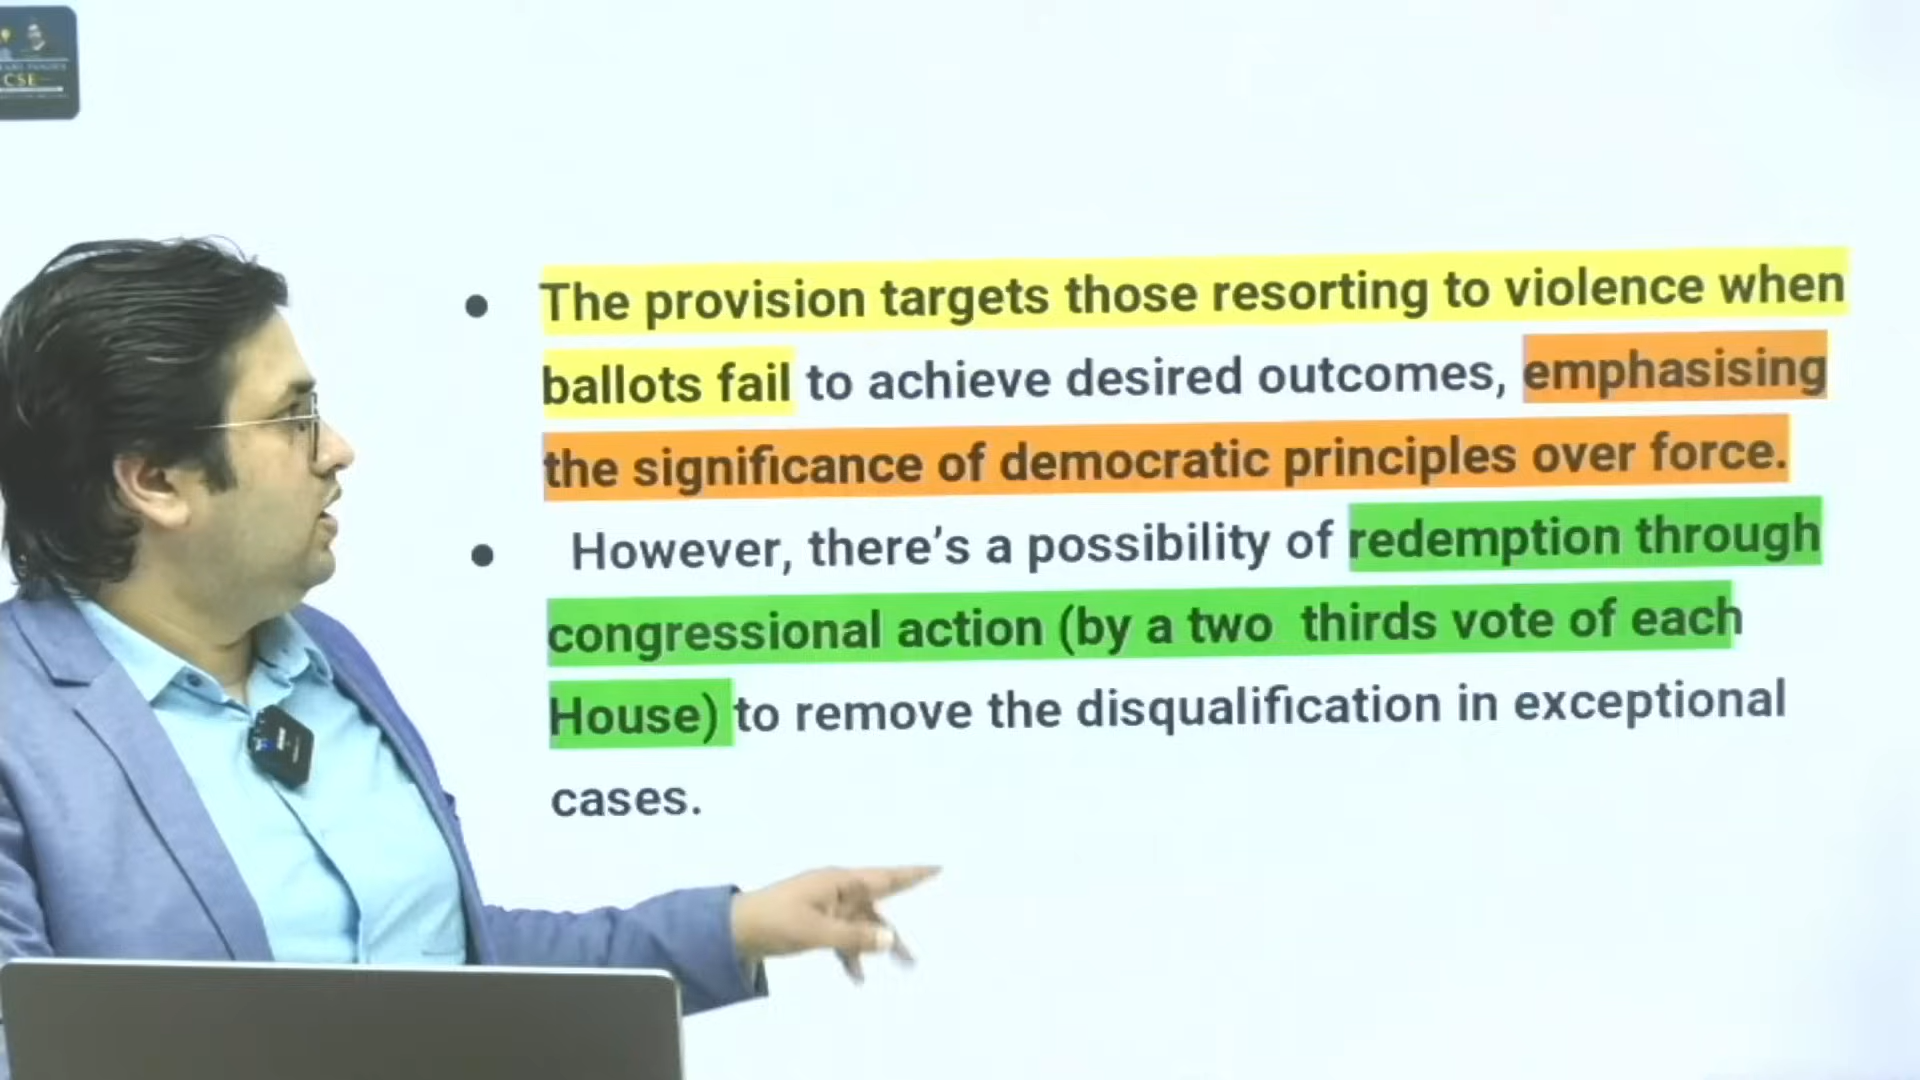 CSE
The provision targets those resorting to violence when
ballots fail to achieve desired outcomes, emphasising
the significance of democratic principles over force.
However, there's a possibility of redemption through
congressional action (by a two thirds vote of each
House) to remove the disqualification in exceptional
cases.